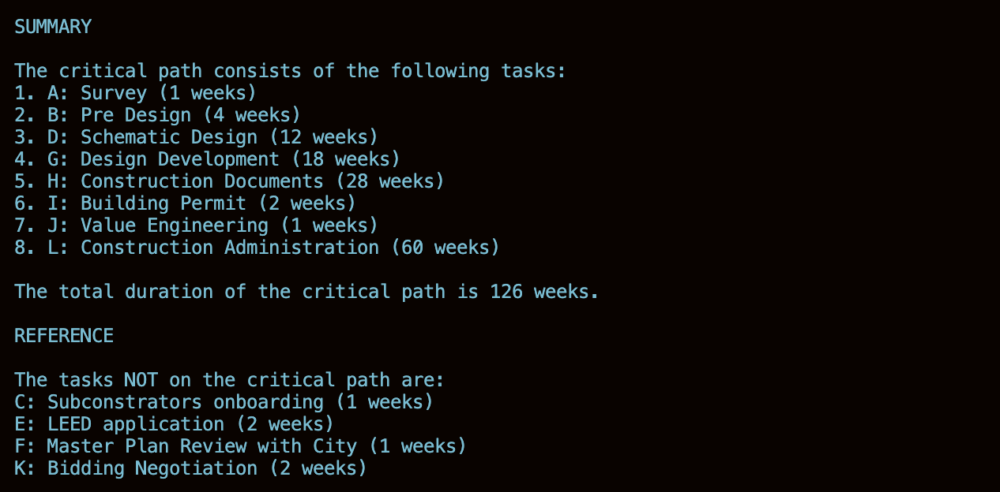 SUMMARY
The critical path consists of the following tasks:
1. A: Survey (1 weeks)
2. B: Pre Design (4 weeks)
3. D: Schematic Design (12 weeks)
4. G: Design Development (18 weeks)
5. H: Construction Documents (28 weeks)
6. I: Building Permit (2 weeks)
7. J: Value Engineering (1 weeks)
8. L: Construction Administration (60 weeks)
The total duration of the critical path is 126 weeks.
REFERENCE
The tasks NOT on the critical path are:
C: Subconstrators onboarding (1 weeks)
E: LEED application (2 weeks)
F: Master Plan Review with City (1 weeks)
K: Bidding Negotiation (2 weeks)